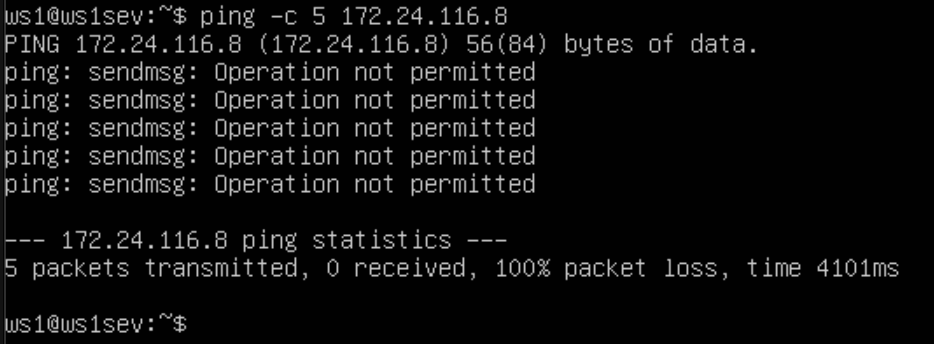 ws1@ws1sev:~$ ping -c 5 172.24.116.8
PING 172.24.116.8 (172.24.116.8) 56(84) bytes of data.
ping: sendmsg: Operation not permitted
ping: sendmsg: Operation not permitted
ping: sendmsg: Operation not permitted
ping: sendmsg: Operation not permitted
ping: sendmsg: Operation not permitted
--- 172.24.116.8 ping statistics ---
5 packets transmitted, 0 received, 100% packet loss, time 4101ms
ws1@ws1sev:~$